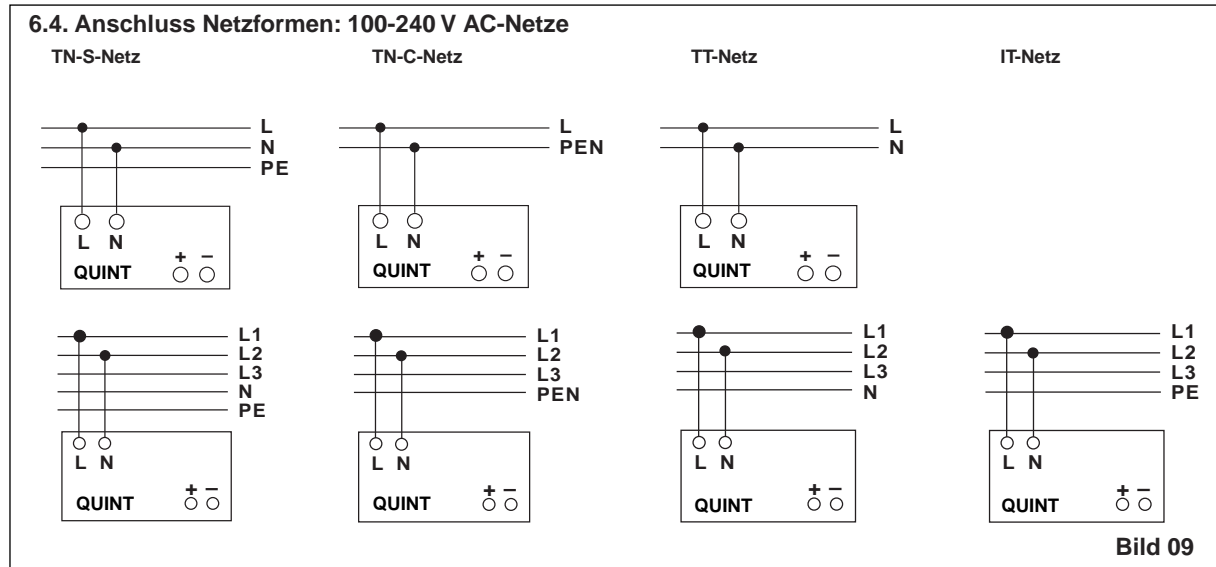 6.4. Anschluss Netzformen: 100-240 V AC-Netze
TN-S-Netz TN-C-Netz TT-Netz IT-Netz
L
N
PE
L N
+ –
QUINT
L
PEN
L N
+ –
QUINT
L
N
L N
+ –
QUINT
L1
L2
L3
N
PE
L N
+ –
QUINT
L1
L2
L3
PEN
L N
+ –
QUINT
L1
L2
L3
N
L N
+ –
QUINT
L1
L2
L3
PE
L N
+ –
QUINT
Bild 09